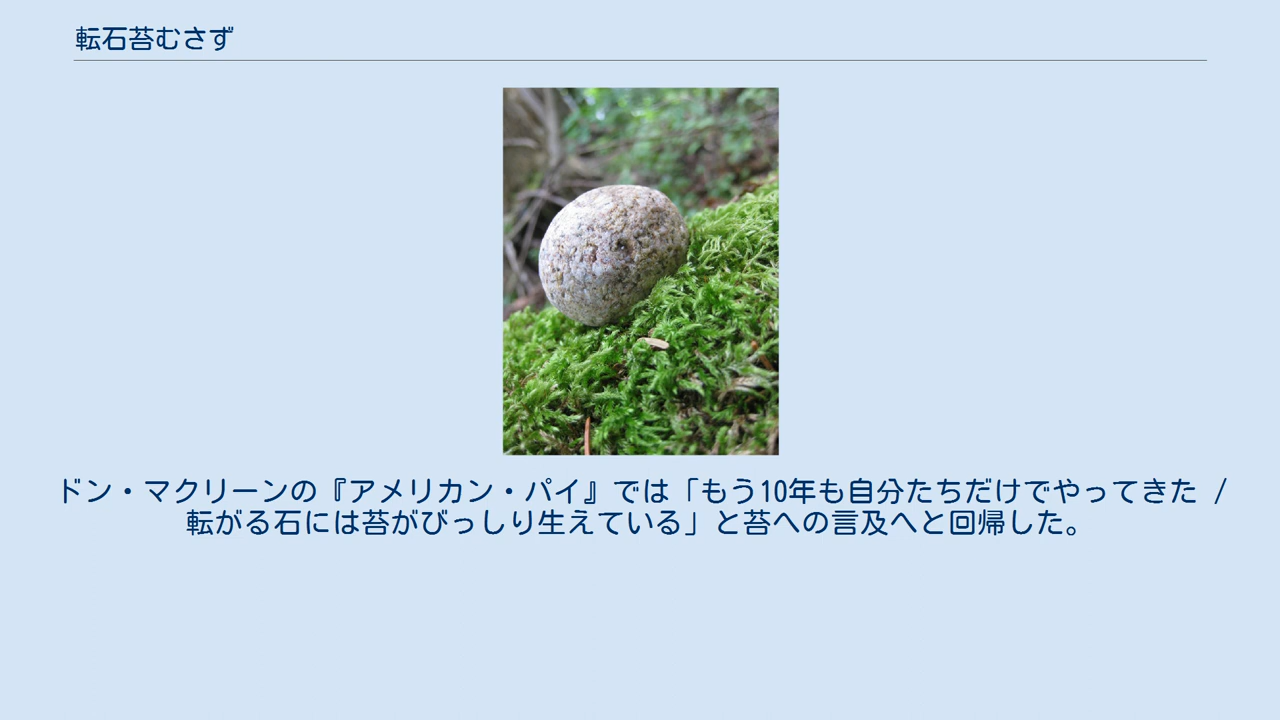 転石苔むさず
ドン・マクリーンの『アメリカン・パイ』では「もう10年も自分たちだけでやってきた /
転がる石には苔がびっしり生えている」と苔への言及へと回帰した。